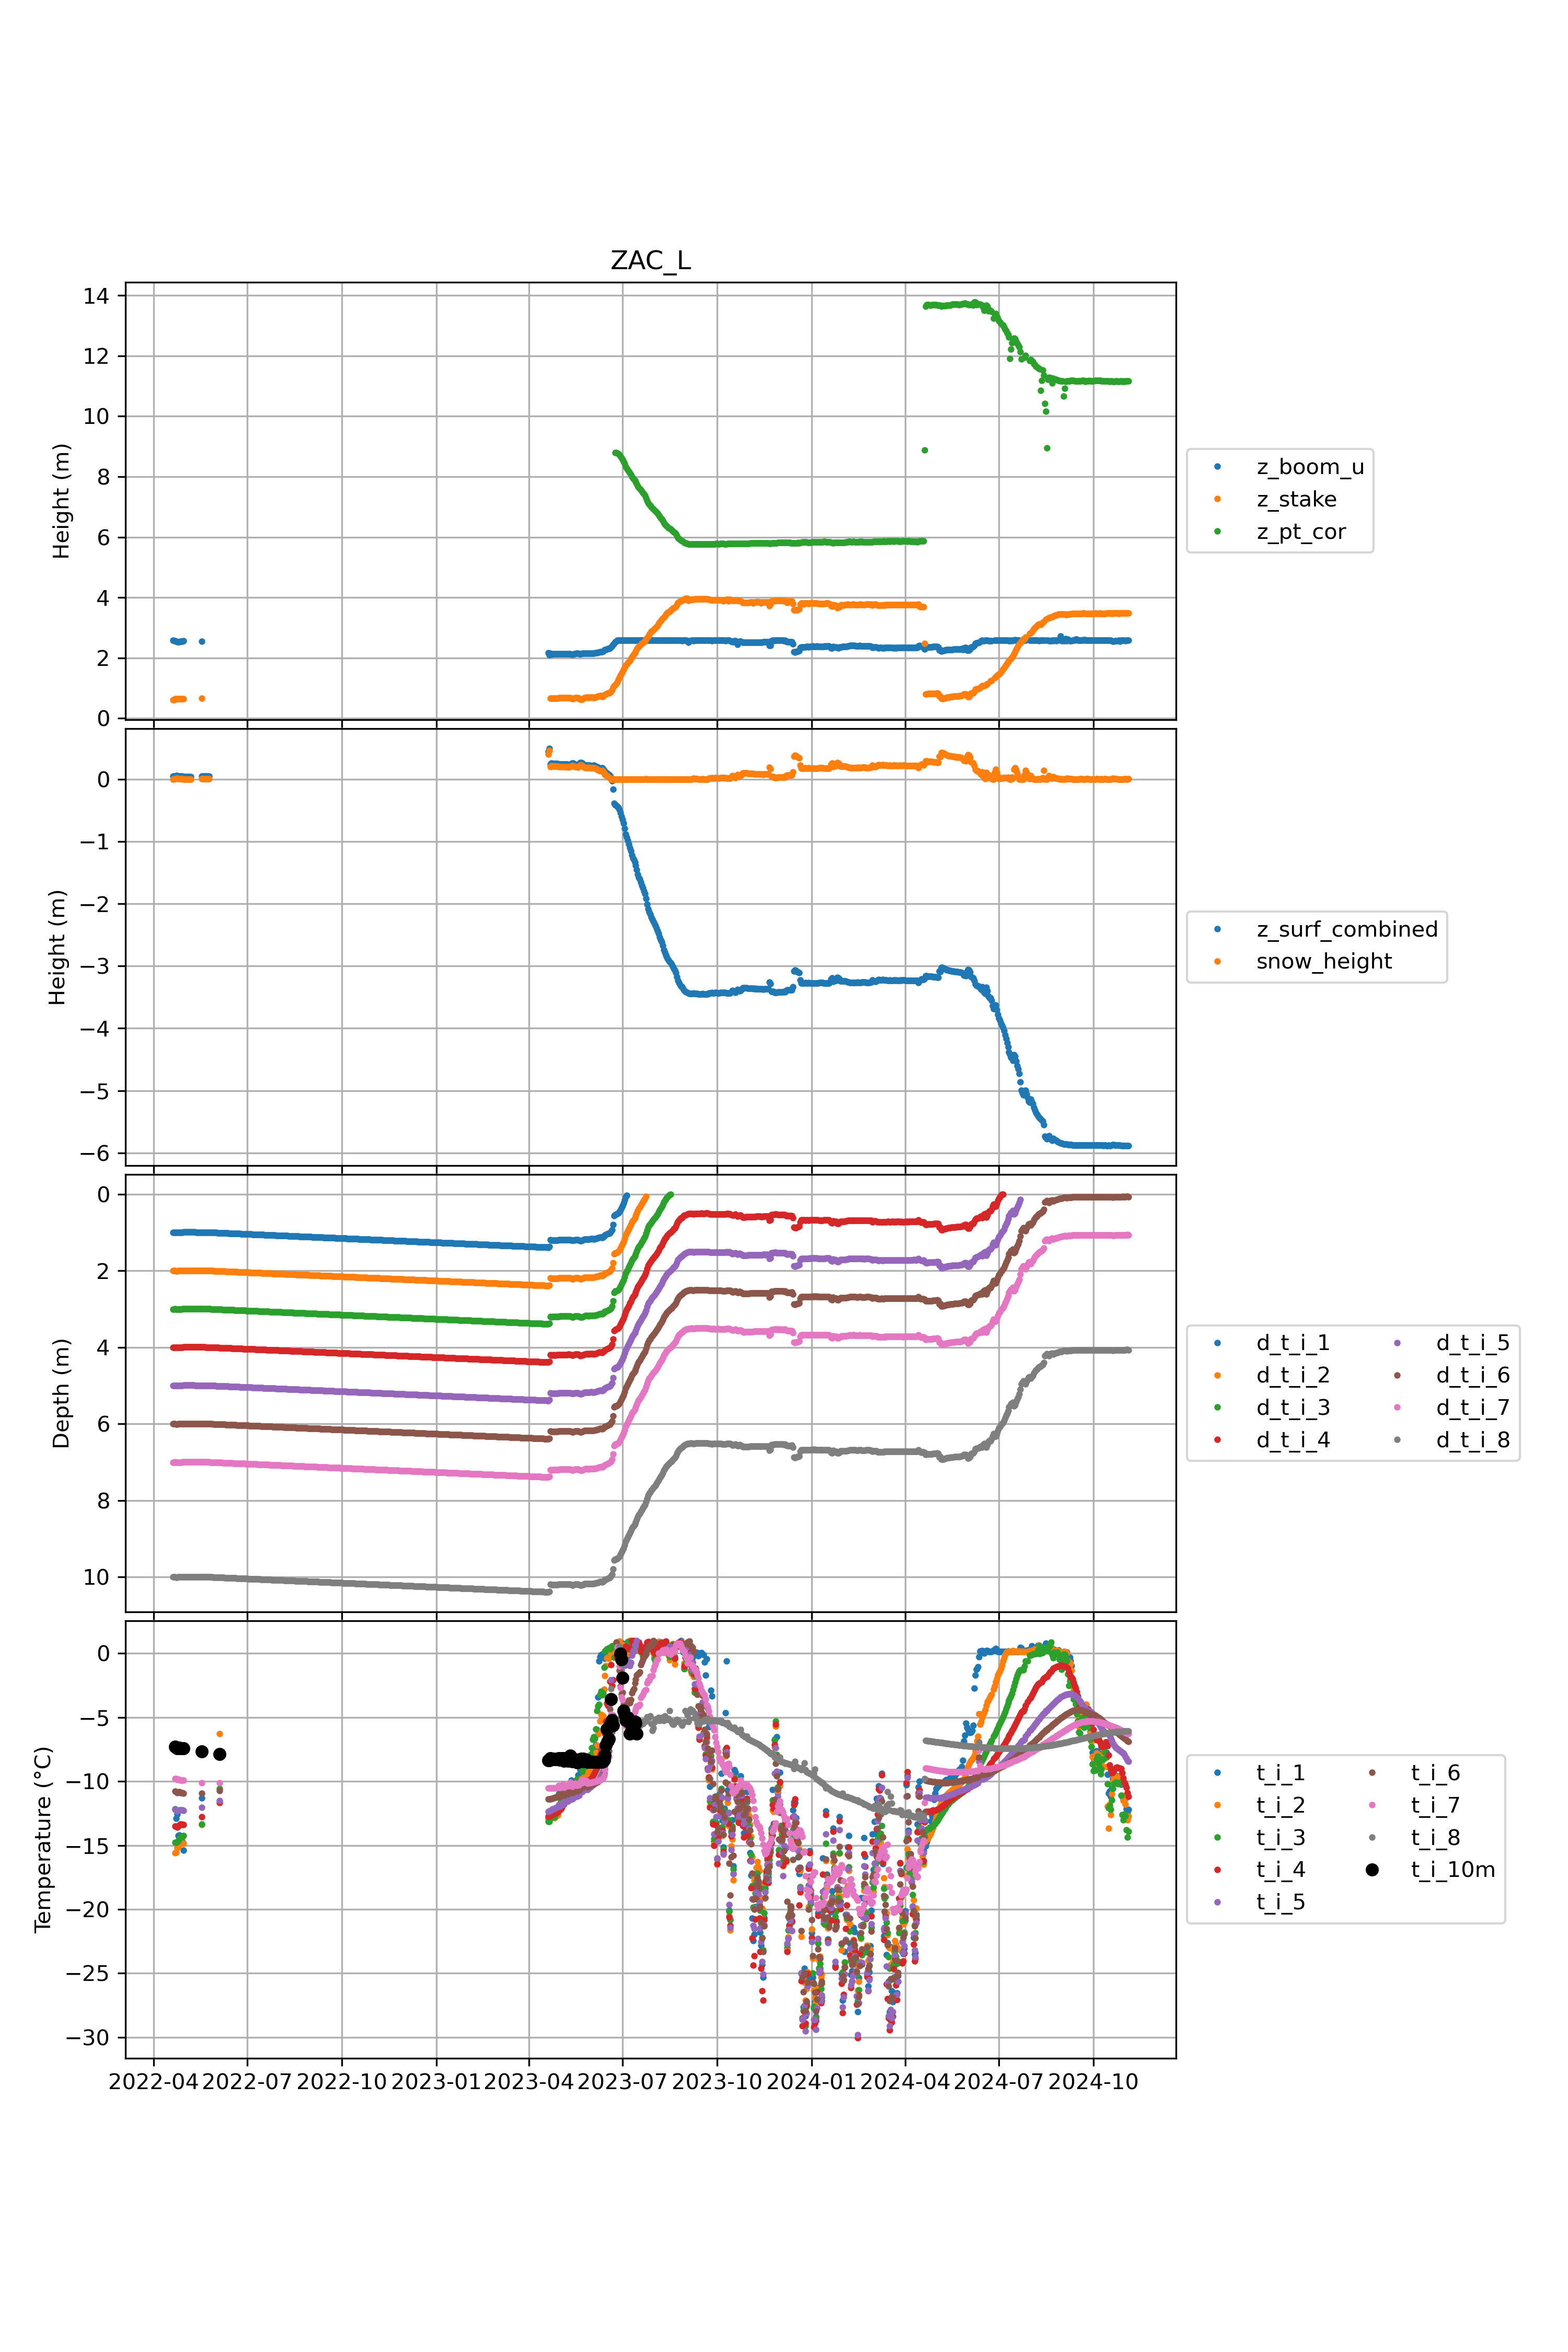 ZAC_L
14
12
10
8
6
4
2
0
Height (m)
z_boom_u
z_stake
z_pt_cor
0
−1
−2
−3
−4
−5
−6
Height (m)
z_surf_combined
snow_height
0
2
4
6
8
10
Depth (m)
d_t_i_1 d_t_i_5
d_t_i_2 d_t_i_6
d_t_i_3 d_t_i_7
d_t_i_4 d_t_i_8
0
−5
−10
−15
−20
−25
−30
Temperature (°C)
t_i_1 t_i_6
t_i_2 t_i_7
t_i_3 t_i_8
t_i_4 t_i_10m
t_i_5
2022-04 2022-07 2022-10 2023-01 2023-04 2023-07 2023-10 2024-01 2024-04 2024-07 2024-10